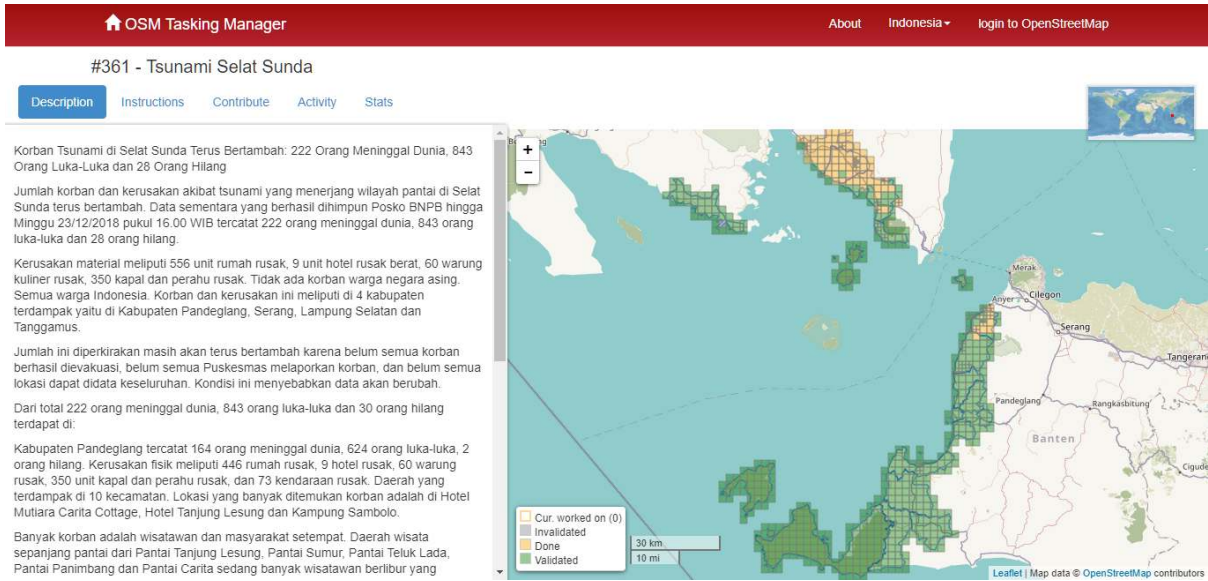 OSM Tasking Manager
About
Indonesia
login to OpenStreetMap
#361 - Tsunami Selat Sunda
Description
Instructions
Contribute
Activity
Stats
Korban Tsunami di Selat Sunda Terus Bertambah: 222 Orang Meninggal Dunia, 843
Orang Luka-Luka dan 28 Orang Hilang
Jumlah korban dan kerusakan akibat tsunami yang menerjang wilayah pantai di Selat
Sunda terus bertambah. Data sementara yang berhasil dihimpun Posko BNPB hingga
Minggu 23/12/2018 pukul 16.00 WIB tercatat 222 orang meninggal dunia, 843 orang
luka-luka dan 28 orang hilang.
Kerusakan material meliputi 556 unit rumah rusak, 9 unit hotel rusak berat, 60 warung
kuliner rusak, 350 kapal dan perahu rusak. Tidak ada korban warga negara asing.
Semua warga Indonesia. Korban dan kerusakan ini meliputi di 4 kabupaten
terdampak yaitu di Kabupaten Pandeglang, Serang, Lampung Selatan dan
Tanggamus.
Jumlah ini diperkirakan masih akan terus bertambah karena belum semua korban
berhasil dievakuasi, belum semua Puskesmas melaporkan korban, dan belum semua
lokasi dapat didata keseluruhan. Kondisi ini menyebabkan data akan berubah.
Dari total 222 orang meninggal dunia, 843 orang luka-luka dan 30 orang hilang
terdapat di:
Kabupaten Pandeglang tercatat 164 orang meninggal dunia, 624 orang luka-luka, 2
orang hilang. Kerusakan fisik meliputi 446 rumah rusak, 9 hotel rusak, 60 warung
rusak, 350 unit kapal dan perahu rusak, dan 73 kendaraan rusak. Daerah yang
terdampak di 10 kecamatan. Lokasi yang banyak ditemukan korban adalah di Hotel
Mutiara Carita Cottage, Hotel Tanjung Lesung dan Kampung Sambolo.
Banyak korban adalah wisatawan dan masyarakat setempat. Daerah wisata
sepanjang pantai dari Pantai Tanjung Lesung, Pantai Sumur, Pantai Teluk Lada,
Pantai Panimbang dan Pantai Carita sedang banyak wisatawan berlibur yang
+
−
Merak
Anyer
Cilegon
Serang
Tangeran
Pandeglang
Rangkasbitung
Banten
Cigude
Cur. worked on (0)
Invalidated
Done
Validated
30 km
10 mi
Leaflet | Map data © OpenStreetMap contributors